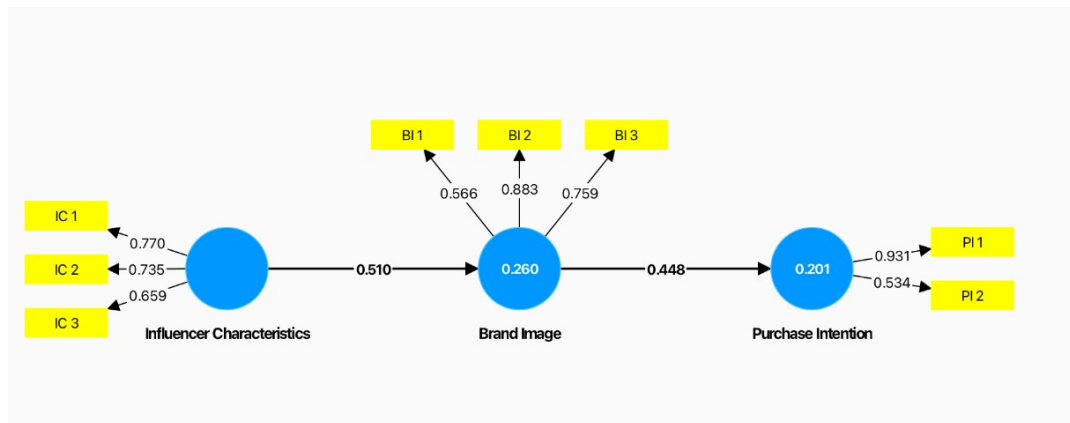 BI 1
BI 2
BI 3
0.566
0.883
0.759
IC 1
IC 2
IC 3
0.770
0.735
0.659
0.510
0.260
0.448
0.201
0.931
0.534
PI 1
PI 2
Influencer Characteristics
Brand Image
Purchase Intention